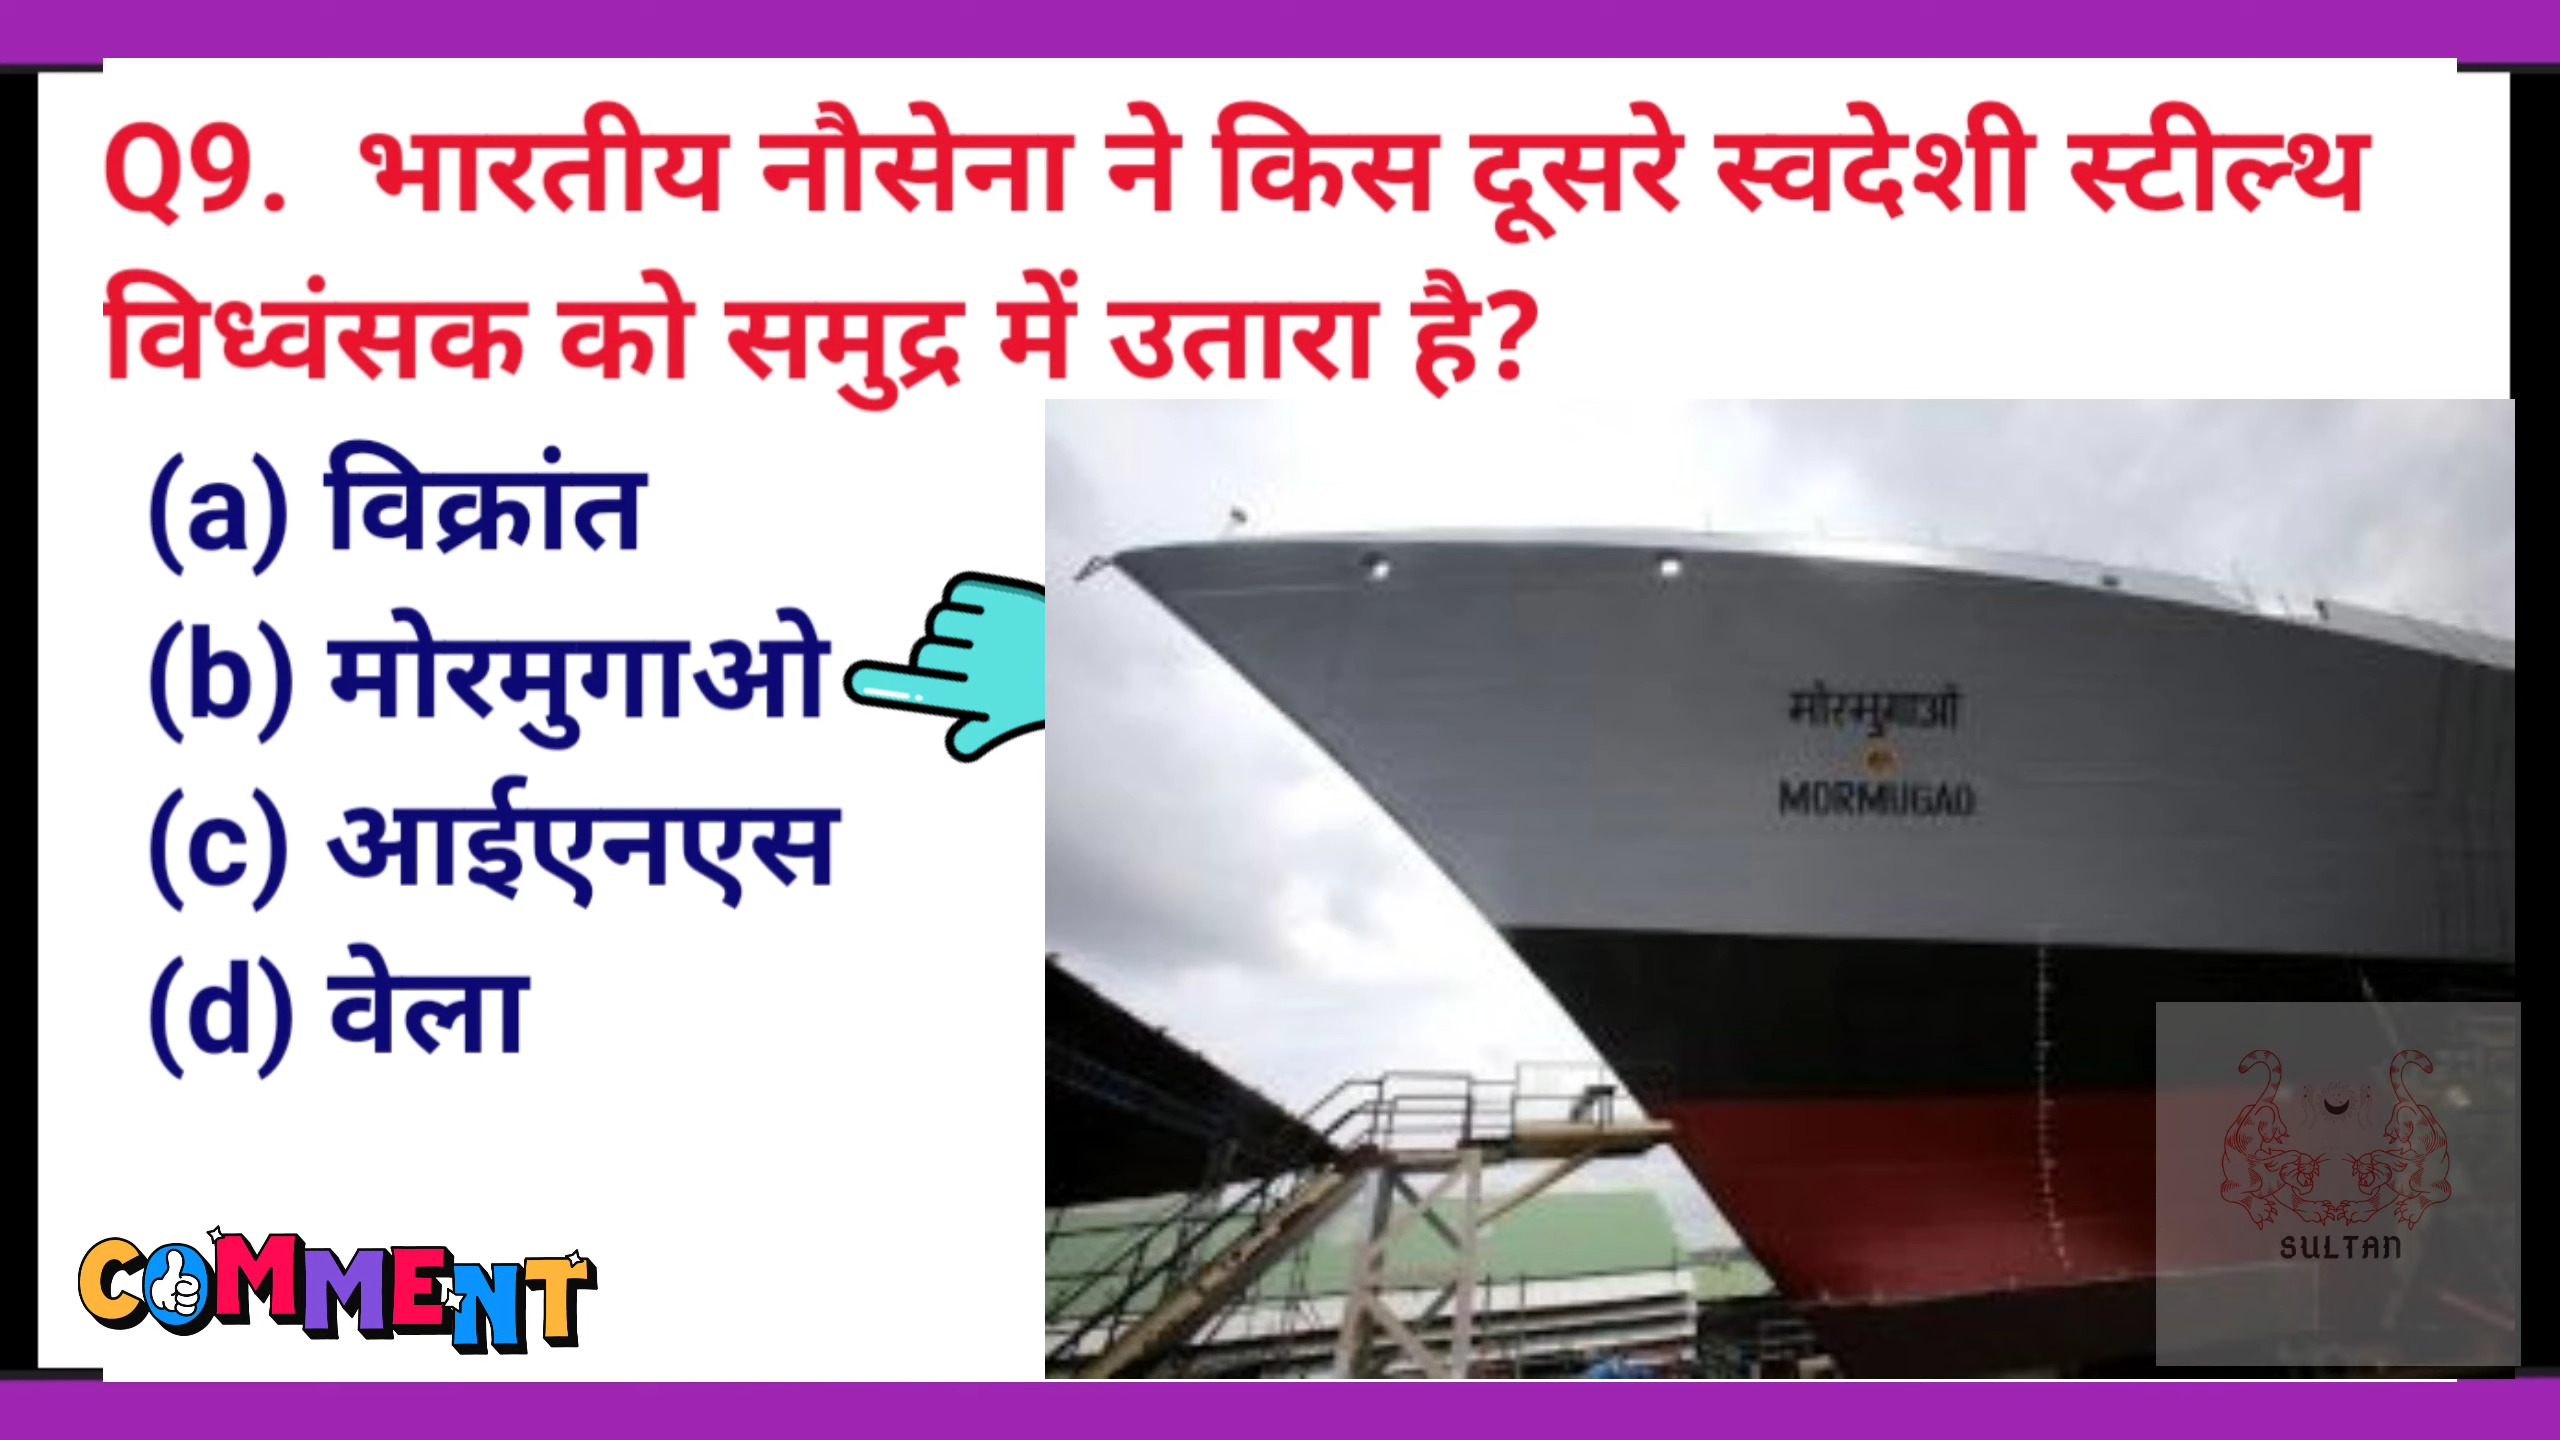 Q9. भारतीय नौसेना ने किस दूसरे स्वदेशी स्टील्थ
विध्वंसक को समुद्र में उतारा है?
(a) विक्रांत
(b) मोरमुगाओ
(c) आईएनएस
(d) वेला
मोरमुगाओ
MORMUGAO
SULTAN
COMMENT